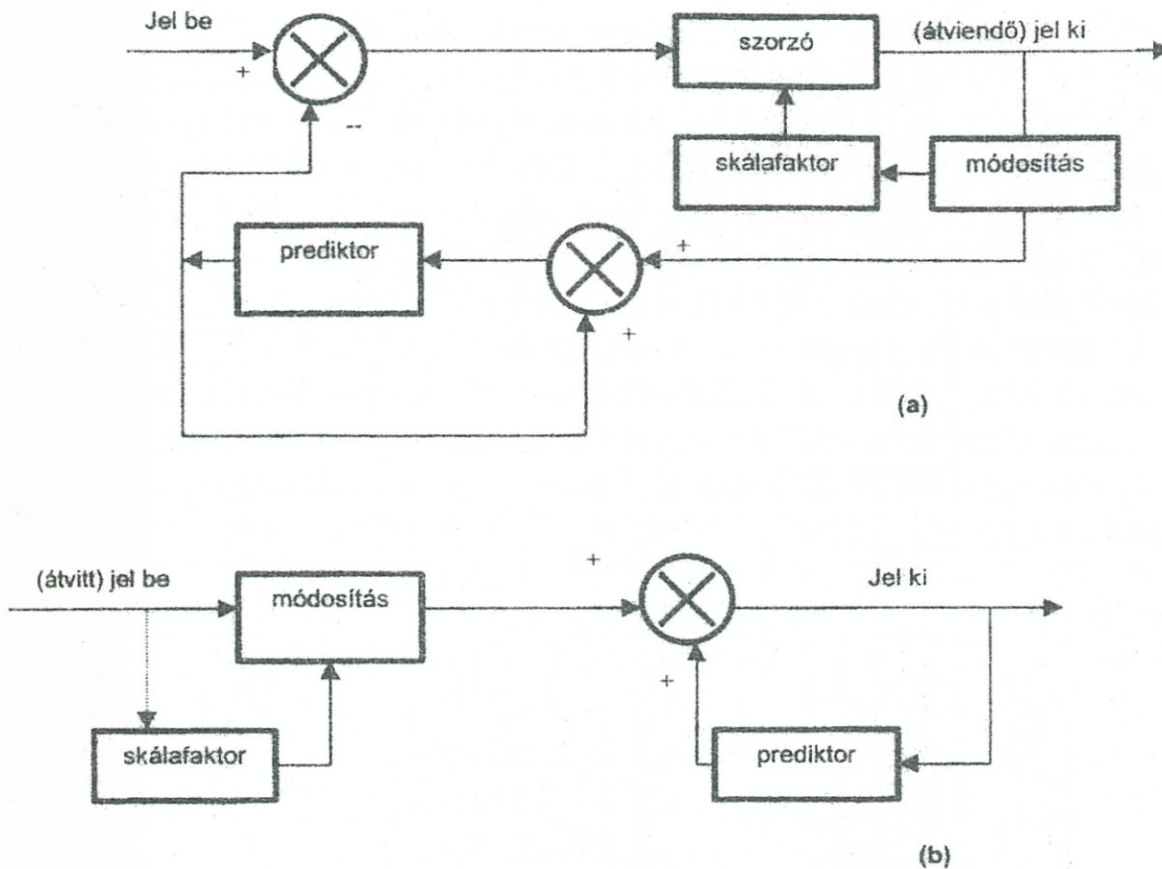 Jel be
szorzó
(átviendő) jel ki
+
--
skálafaktor
módosítás
prediktor
+
+
(a)
(átvitt) jel be
módosítás
+
Jel ki
+
skálafaktor
prediktor
(b)